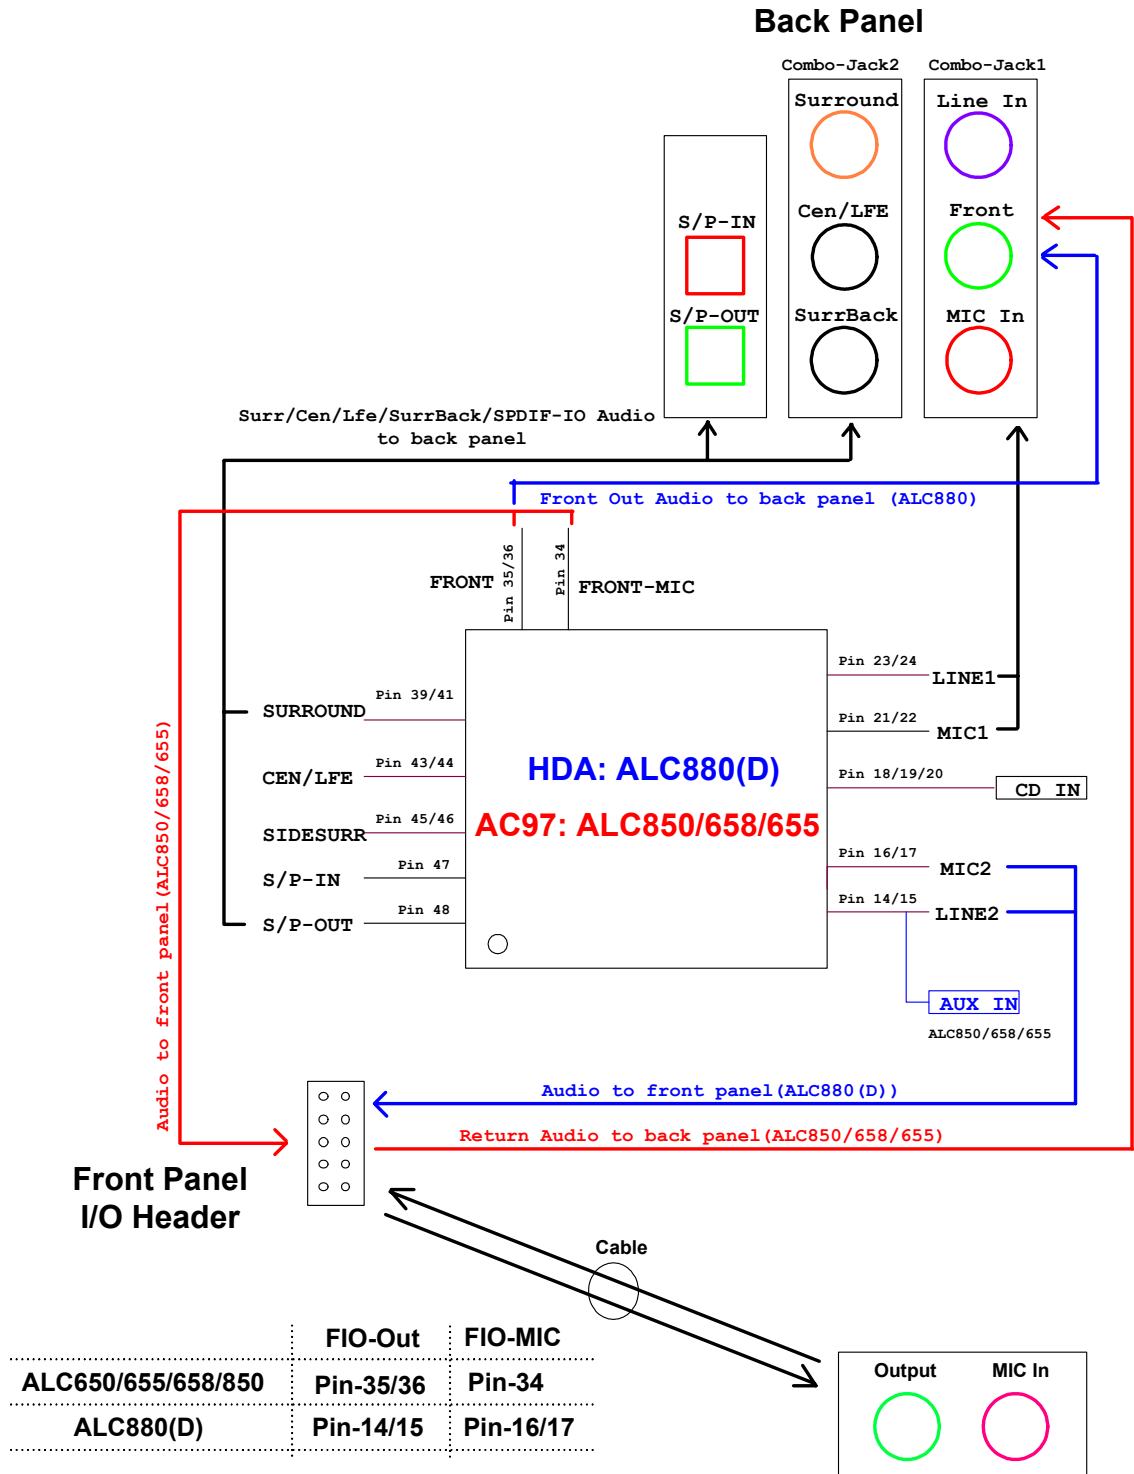 Back Panel
Combo-Jack2
Combo-Jack1
Surround
Line In
S/P-IN
Cen/LFE
Front
S/P-OUT
SurrBack
MIC In
Surr/Cen/Lfe/SurrBack/SPDIF-IO Audio
to back panel
Front Out Audio to back panel (ALC880)
FRONT
Pin 35/36
Pin 34
FRONT-MIC
Pin 23/24
LINE1
Pin 39/41
SURROUND
Pin 21/22
MIC1
HDA: ALC880(D)
Pin 43/44
CEN/LFE
Pin 18/19/20
CD IN
AC97: ALC850/658/655
Pin 45/46
SIDESURR
Pin 47
S/P-IN
Pin 16/17
MIC2
Pin 48
S/P-OUT
Pin 14/15
LINE2
AUX IN
ALC850/658/655
Audio to front panel(ALC850/658/655)
Audio to front panel(ALC880(D))
Return Audio to back panel(ALC850/658/655)
Front Panel
I/O Header
Cable
FIO-Out FIO-MIC
ALC650/655/658/850 Pin-35/36 Pin-34
ALC880(D) Pin-14/15 Pin-16/17
Output
MIC In